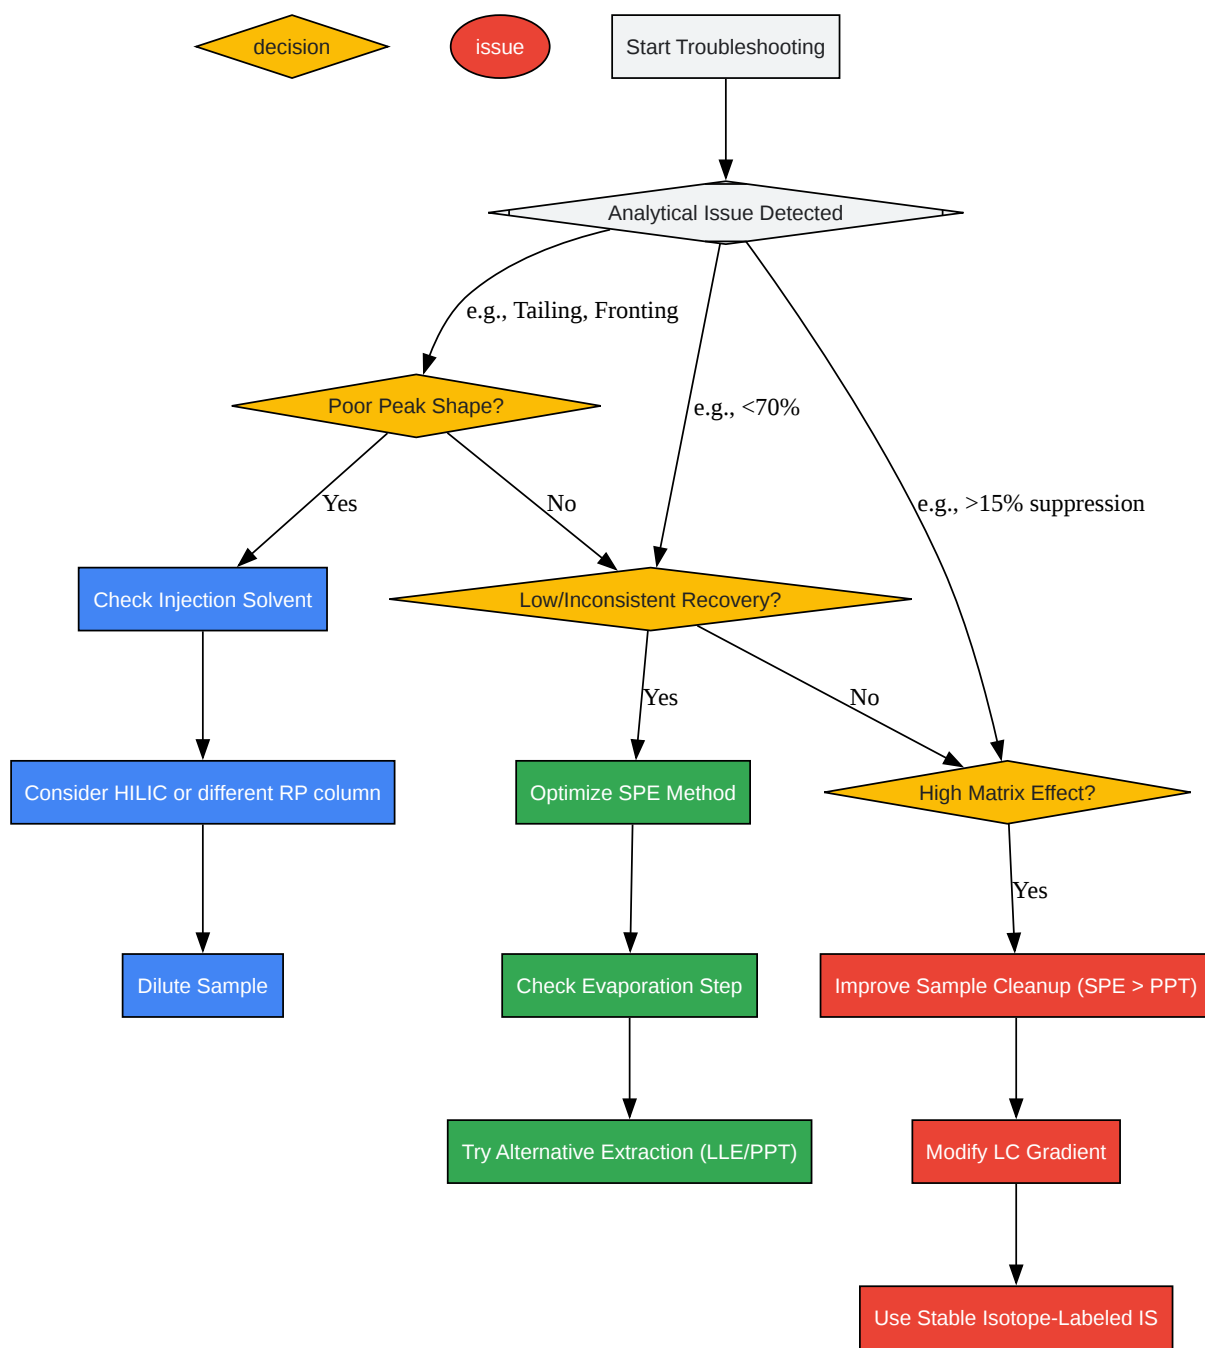 decision
issue
Start Troubleshooting
Analytical Issue Detected
e.g., Tailing, Fronting
e.g., <70%
e.g., >15% suppression
Poor Peak Shape?
Yes
No
Check Injection Solvent
Low/Inconsistent Recovery?
Yes
No
Consider HILIC or different RP column
Optimize SPE Method
High Matrix Effect?
Yes
Dilute Sample
Check Evaporation Step
Improve Sample Cleanup (SPE > PPT)
Try Alternative Extraction (LLE/PPT)
Modify LC Gradient
Use Stable Isotope-Labeled IS